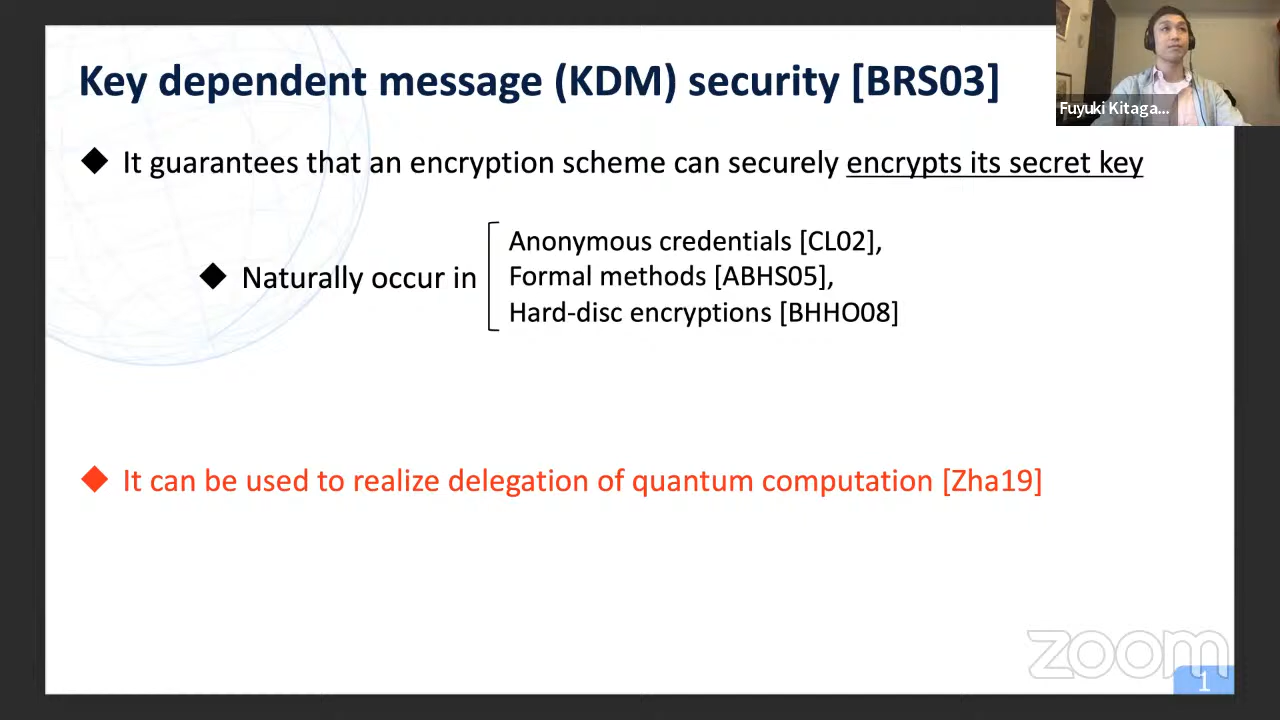 Key dependent message (KDM) security [BRS03]
Fuyuki Kitaga...
◆ It guarantees that an encryption scheme can securely encrypts its secret key
◆ Naturally occur in
Anonymous credentials [CL02],
Formal methods [ABHS05],
Hard-disc encryptions [BHHO08]
◆ It can be used to realize delegation of quantum computation [Zha19]
zoom
1